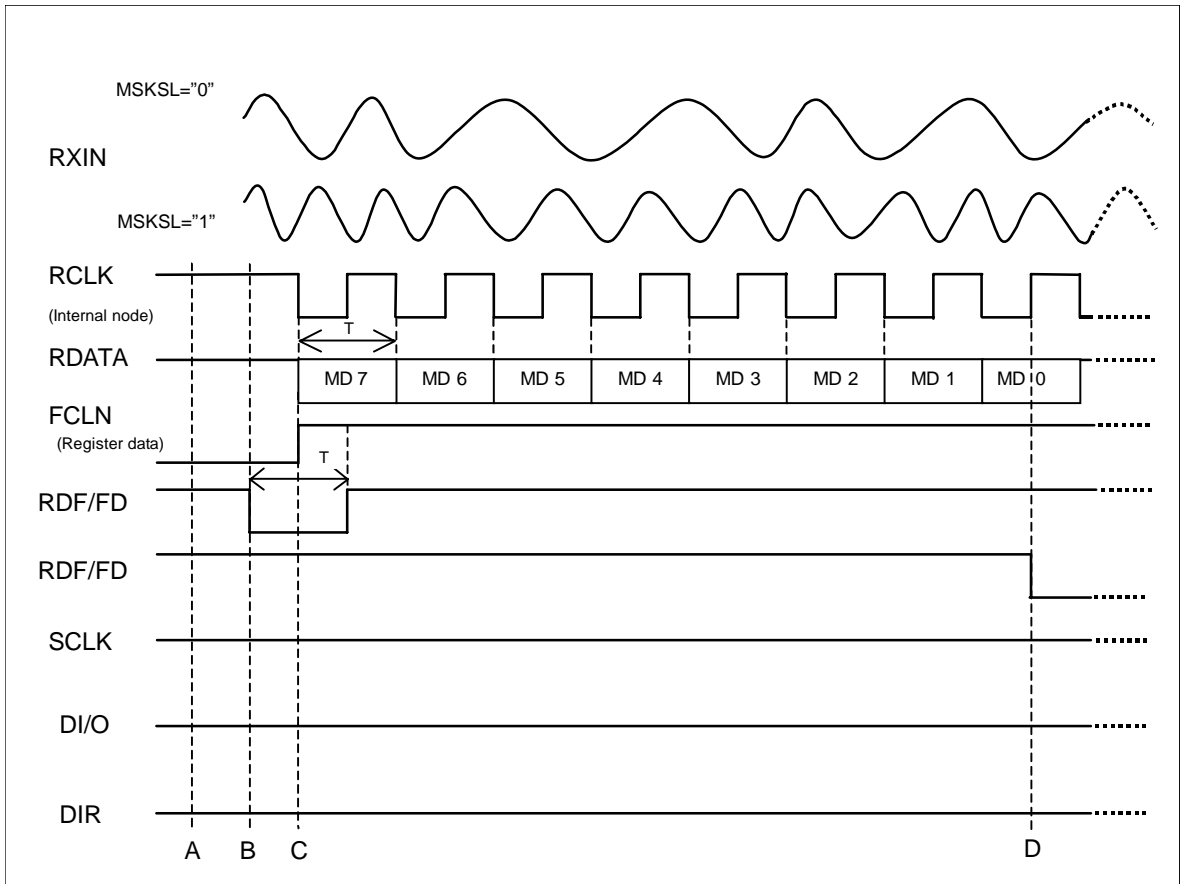 MSKSL="0"
RXIN
MSKSL="1"
RCLK
(Internal node)
T
RDATA
MD 7 MD 6 MD 5 MD 4 MD 3 MD 2 MD 1 MD 0
FCLN
(Register data)
T
RDF/FD
RDF/FD
SCLK
DI/O
DIR
A B C D